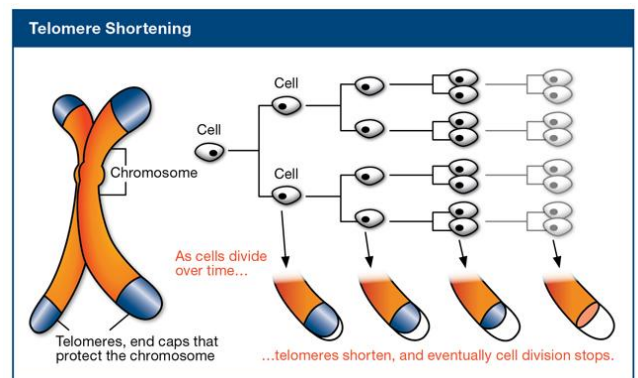 Telomere Shortening
Cell
Cell
Cell
Chromosome
As cells divide
over time...
Telomeres, end caps that
protect the chromosome
...telomeres shorten, and eventually cell division stops.